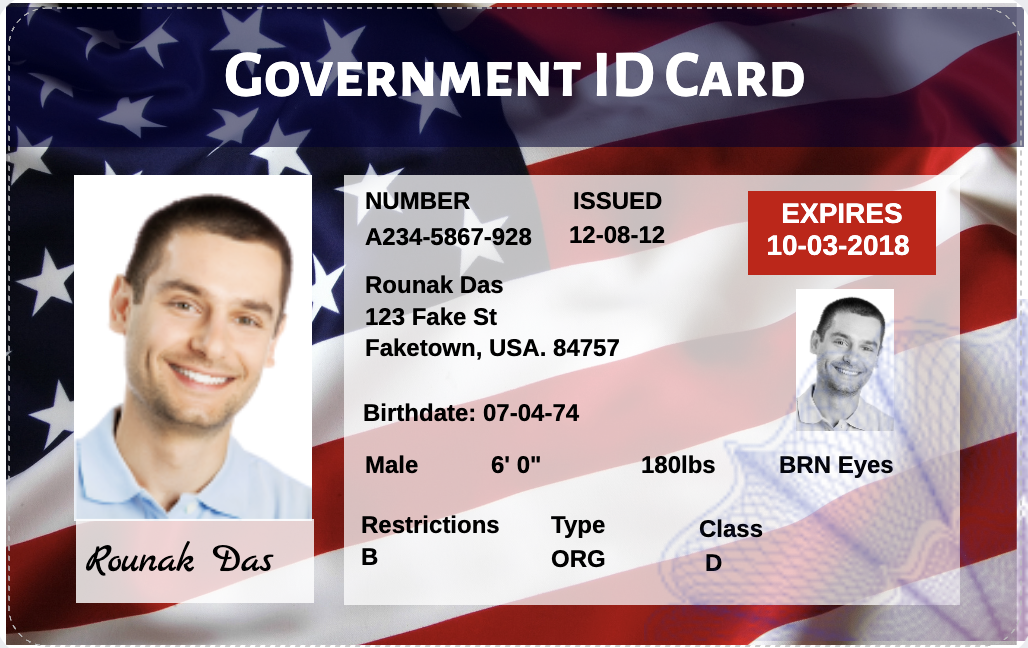 Government ID Card
NUMBER ISSUED
A234-5867-928 12-08-12
EXPIRES
10-03-2018
Rounak Das
123 Fake St
Faketown, USA. 84757
Birthdate: 07-04-74
Male 6' 0" 180lbs BRN Eyes
Restrictions Type Class
B ORG D
Rounak Das